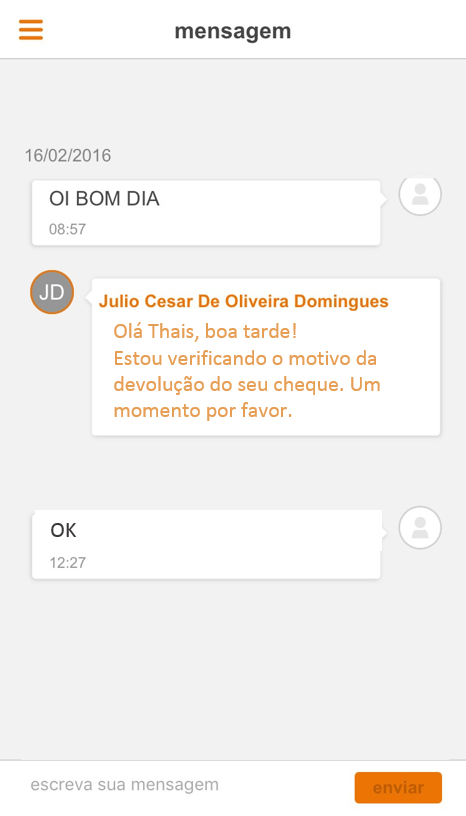 mensagem
16/02/2016
OI BOM DIA
08:57
JD
Julio Cesar De Oliveira Domingues
Olá Thais, boa tarde!
Estou verificando o motivo da
devolução do seu cheque. Um
momento por favor.
OK
12:27
escreva sua mensagem
enviar